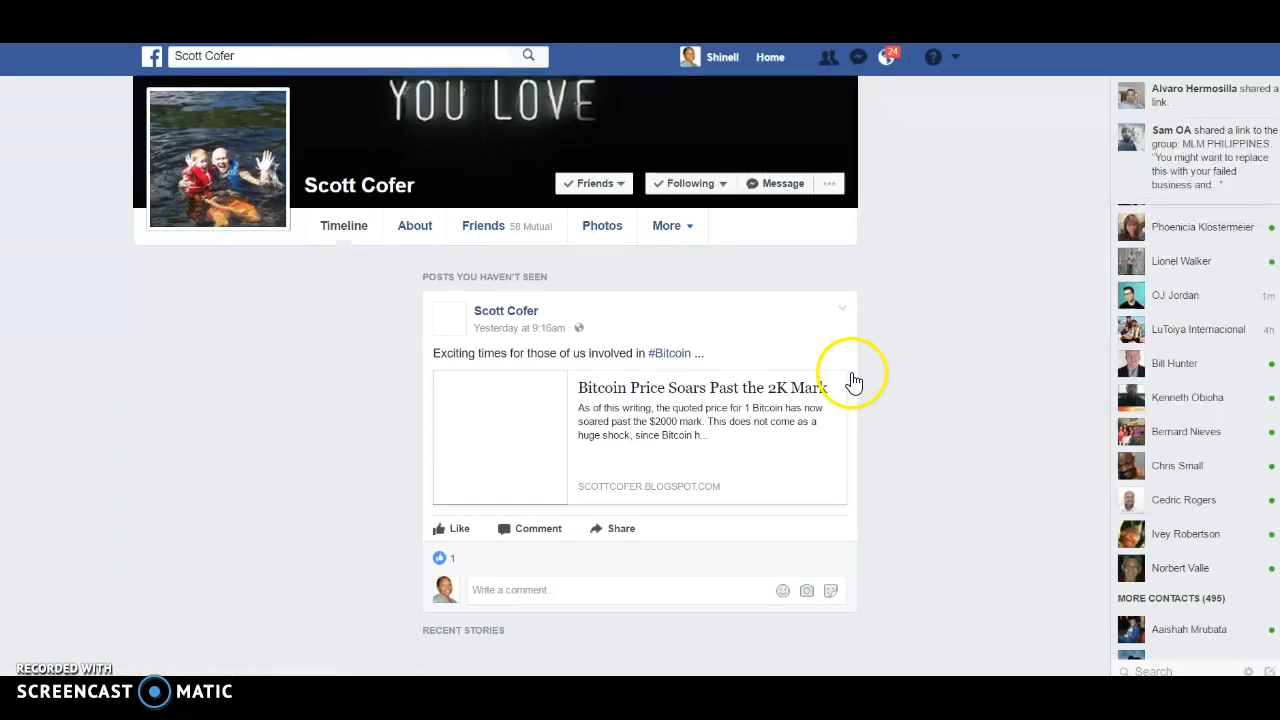 Scott Cofer
Shinell
Home
24
YOU LOVE
Scott Cofer
Friends
Following
Message
Timeline
About
Friends 58 Mutual
Photos
More
POSTS YOU HAVEN'T SEEN
Scott Cofer
Yesterday at 9:16am ·
Exciting times for those of us involved in #Bitcoin ...
Bitcoin Price Soars Past the 2K Mark
As of this writing, the quoted price for 1 Bitcoin has now
soared past the $2000 mark. This does not come as a
huge shock, since Bitcoin h...
SCOTTCOFER.BLOGSPOT.COM
Like
Comment
Share
1
Write a comment...
RECENT STORIES
Alvaro Hermosilla shared a
link.
Sam OA shared a link to the
group: MLM PHILIPPINES.
"You might want to replace
this with your failed
business and.. "
Phoenicia Klostermeier
Lionel Walker
OJ Jordan 1m
LuToiya Internacional 4h
Bill Hunter
Kenneth Obioha
Bernard Nieves
Chris Small
Cedric Rogers
Ivey Robertson
Norbert Valle
MORE CONTACTS (495)
Aaishah Mrubata
Search
RECORDED WITH
SCREENCAST MATIC